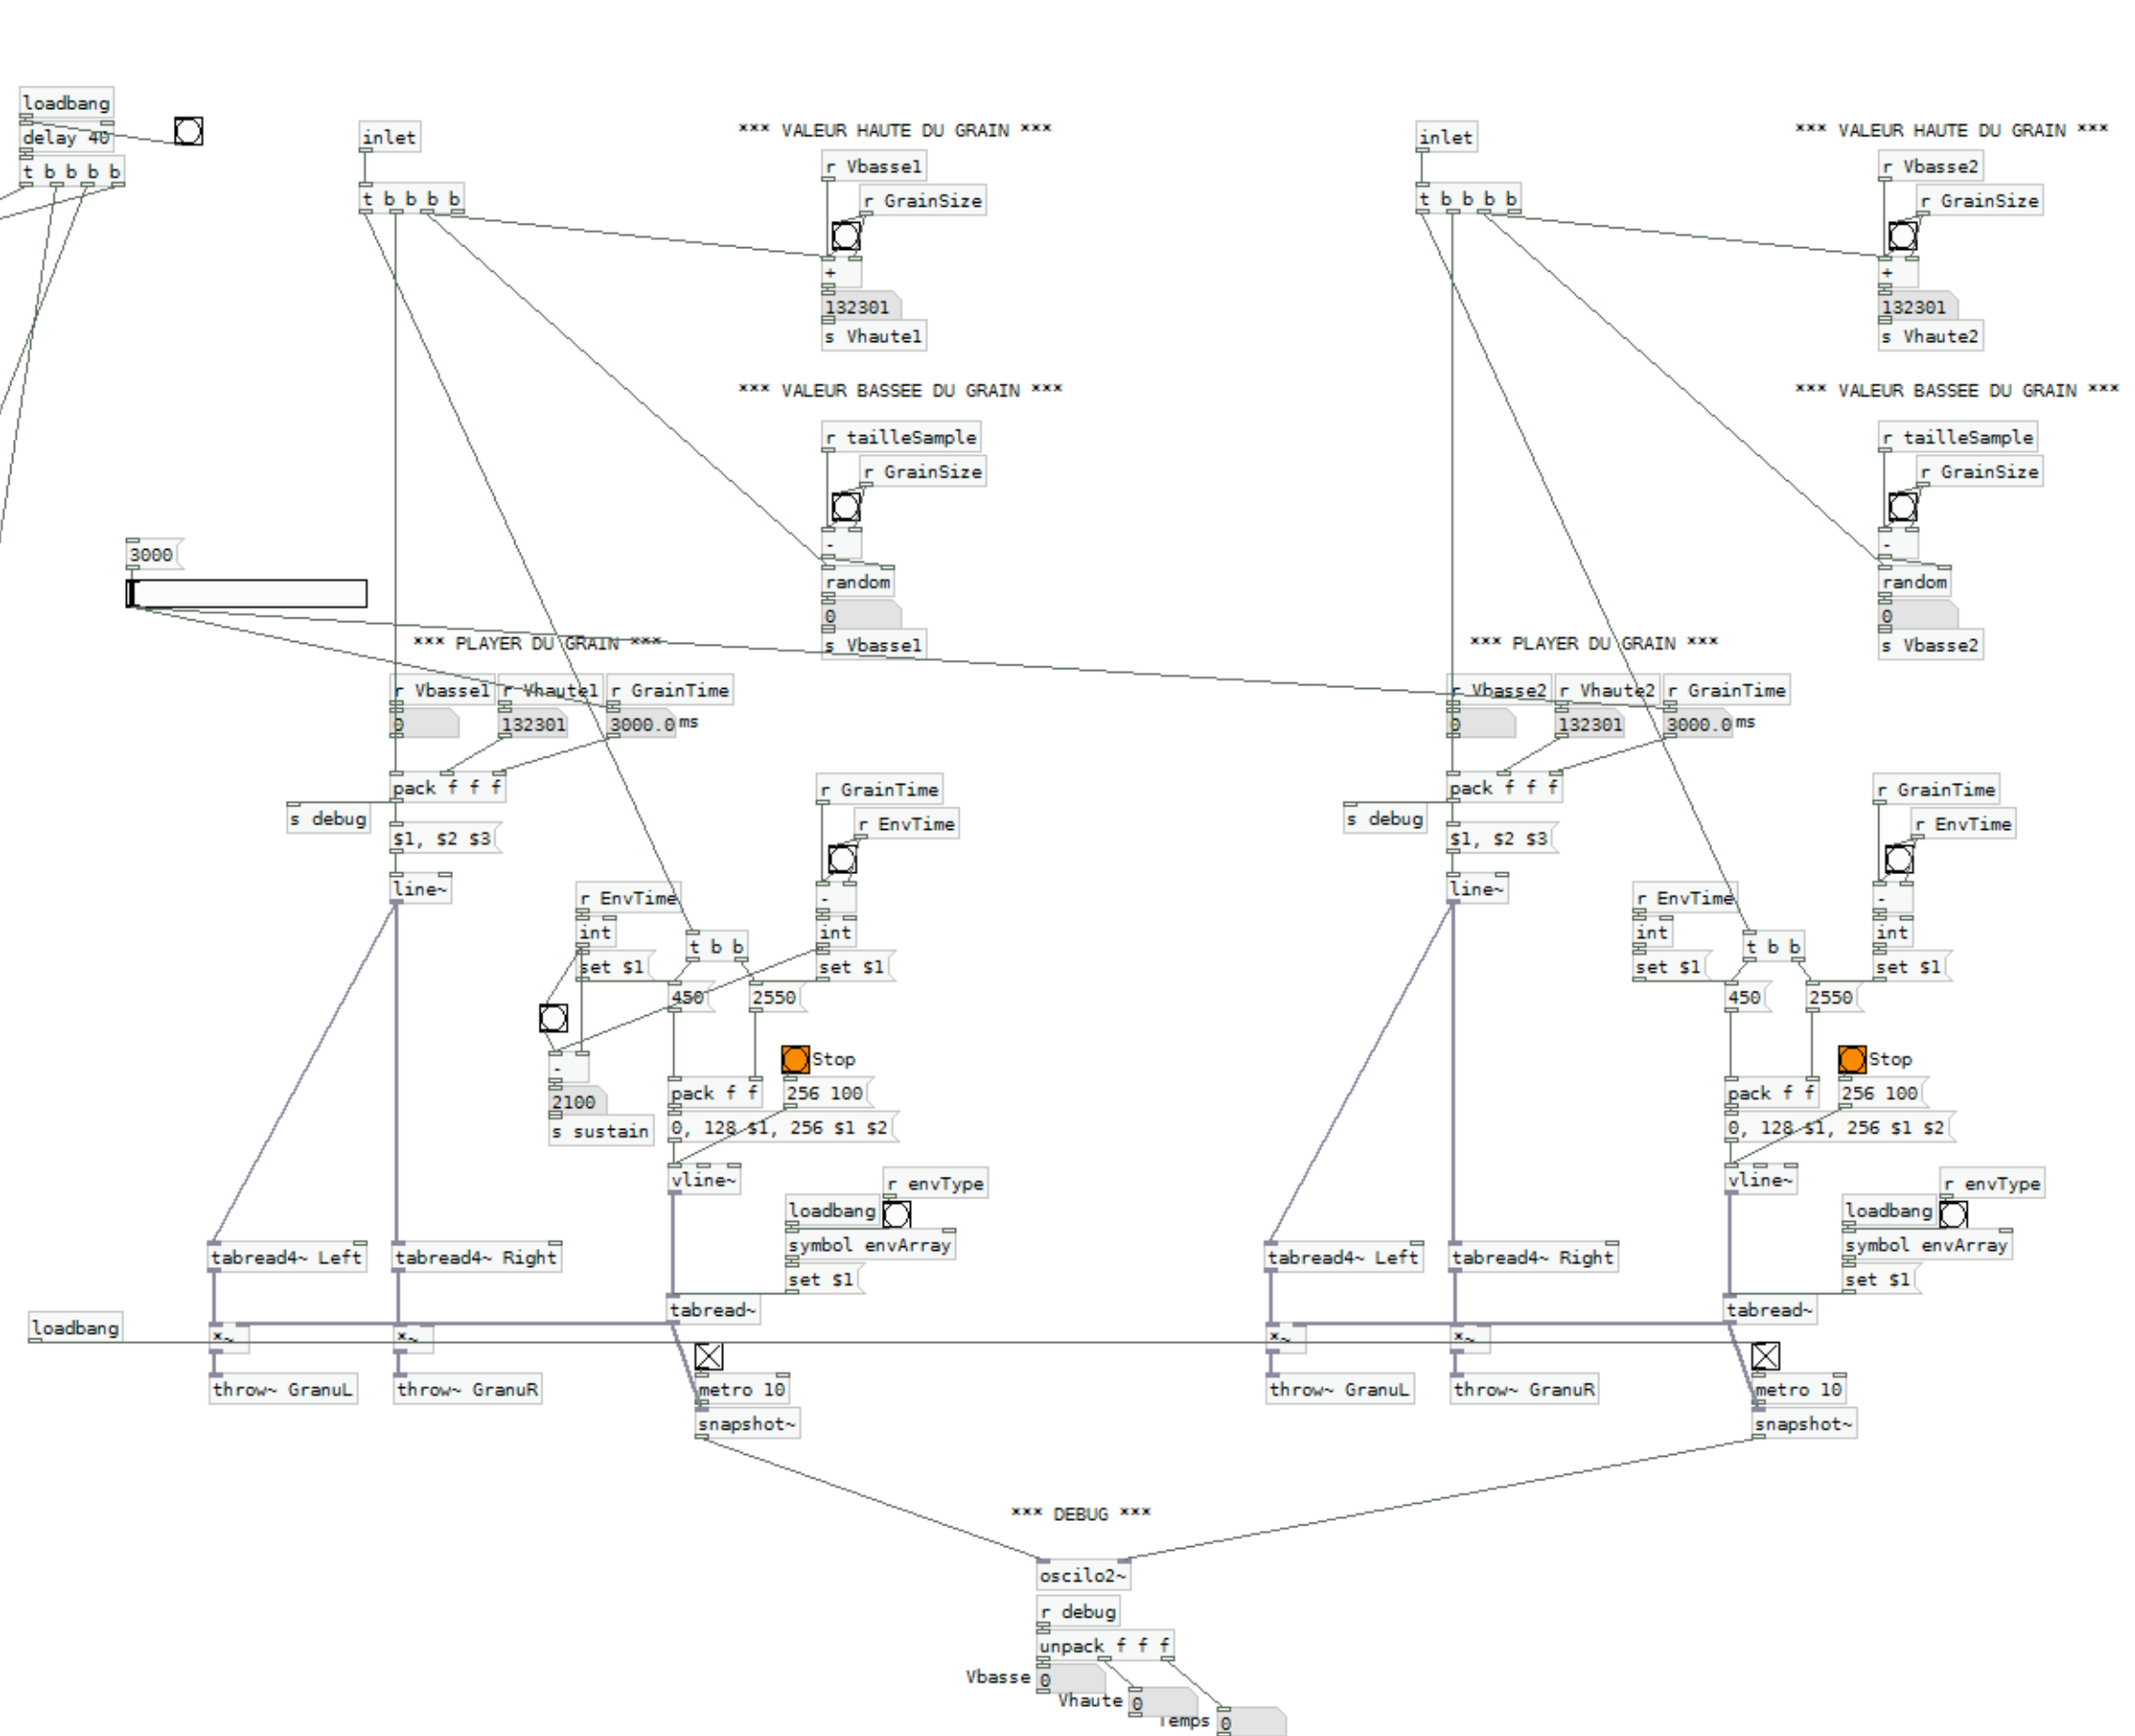 loadbang
delay 40
t b b b b
inlet
t b b b b
*** VALEUR HAUTE DU GRAIN ***
r Vbasse1
r GrainSize
+
132301
s Vhaute1
*** VALEUR BASSEE DU GRAIN ***
r tailleSample
r GrainSize
-
random
0
s Vbasse1
3000
*** PLAYER DU GRAIN ***
r Vbasse1
r Vhaute1
r GrainTime
0
132301
3000.0 ms
pack f f f
s debug
$1, $2 $3
line~
r GrainTime
r EnvTime
-
int
set $1
r EnvTime
int
set $1
t b b
450
2550
-
2100
s sustain
Stop
pack f f
256 100
0, 128 $1, 256 $1 $2
vline~
r envType
loadbang
symbol envArray
set $1
tabread4~ Left
tabread4~ Right
tabread~
loadbang
*~
*~
throw~ GranuL
throw~ GranuR
metro 10
snapshot~
inlet
t b b b b
*** VALEUR HAUTE DU GRAIN ***
r Vbasse2
r GrainSize
+
132301
s Vhaute2
*** VALEUR BASSEE DU GRAIN ***
r tailleSample
r GrainSize
-
random
0
s Vbasse2
*** PLAYER DU GRAIN ***
r Vbasse2
r Vhaute2
r GrainTime
0
132301
3000.0 ms
pack f f f
s debug
$1, $2 $3
line~
r GrainTime
r EnvTime
-
int
set $1
r EnvTime
int
set $1
t b b
450
2550
Stop
pack f f
256 100
0, 128 $1, 256 $1 $2
vline~
r envType
loadbang
symbol envArray
set $1
tabread4~ Left
tabread4~ Right
tabread~
*~
*~
throw~ GranuL
throw~ GranuR
metro 10
snapshot~
*** DEBUG ***
oscilo2~
r debug
unpack f f f
Vbasse 0
Vhaute 0
Temps 0